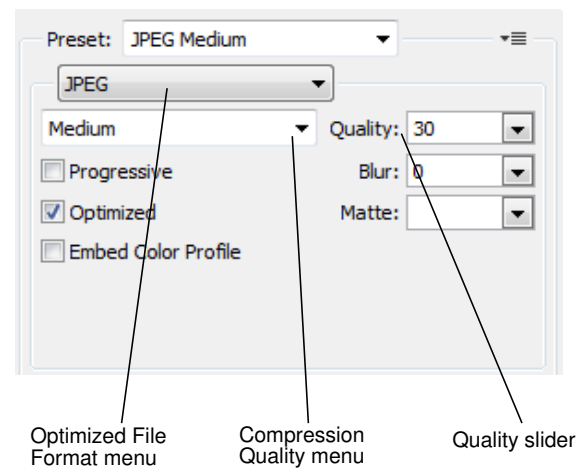 Preset: JPEG Medium
JPEG
Medium Quality: 30
Progressive Blur: 0
Optimized Matte:
Embed Color Profile
Optimized File Compression Quality slider
Format menu Quality menu